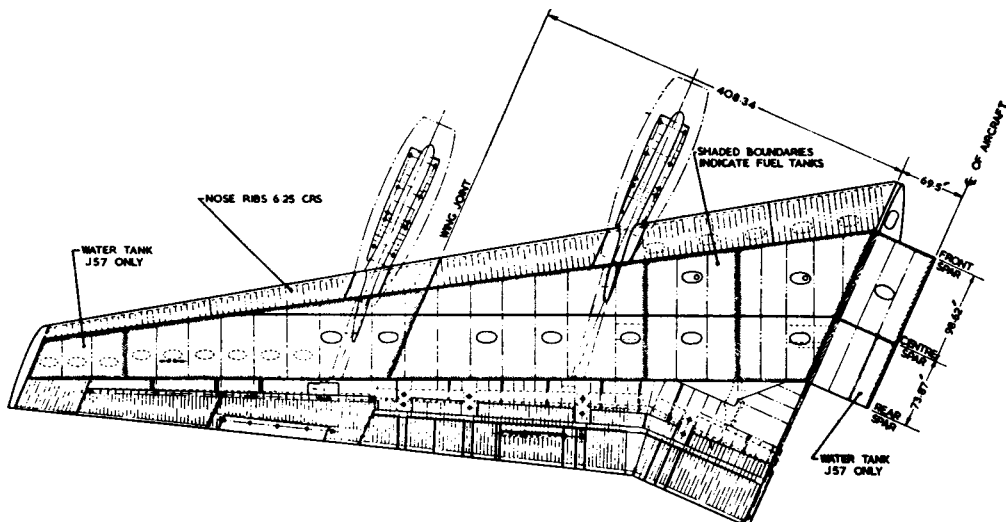 408·34
℄ OF AIRCRAFT
69·5"
SHADED BOUNDARIES
INDICATE FUEL TANKS
WING JOINT
NOSE RIBS 6·25 CRS
WATER TANK
J57 ONLY
FRONT
SPAR
98·62"
CENTRE
SPAR
73·87"
REAR
SPAR
WATER TANK
J57 ONLY